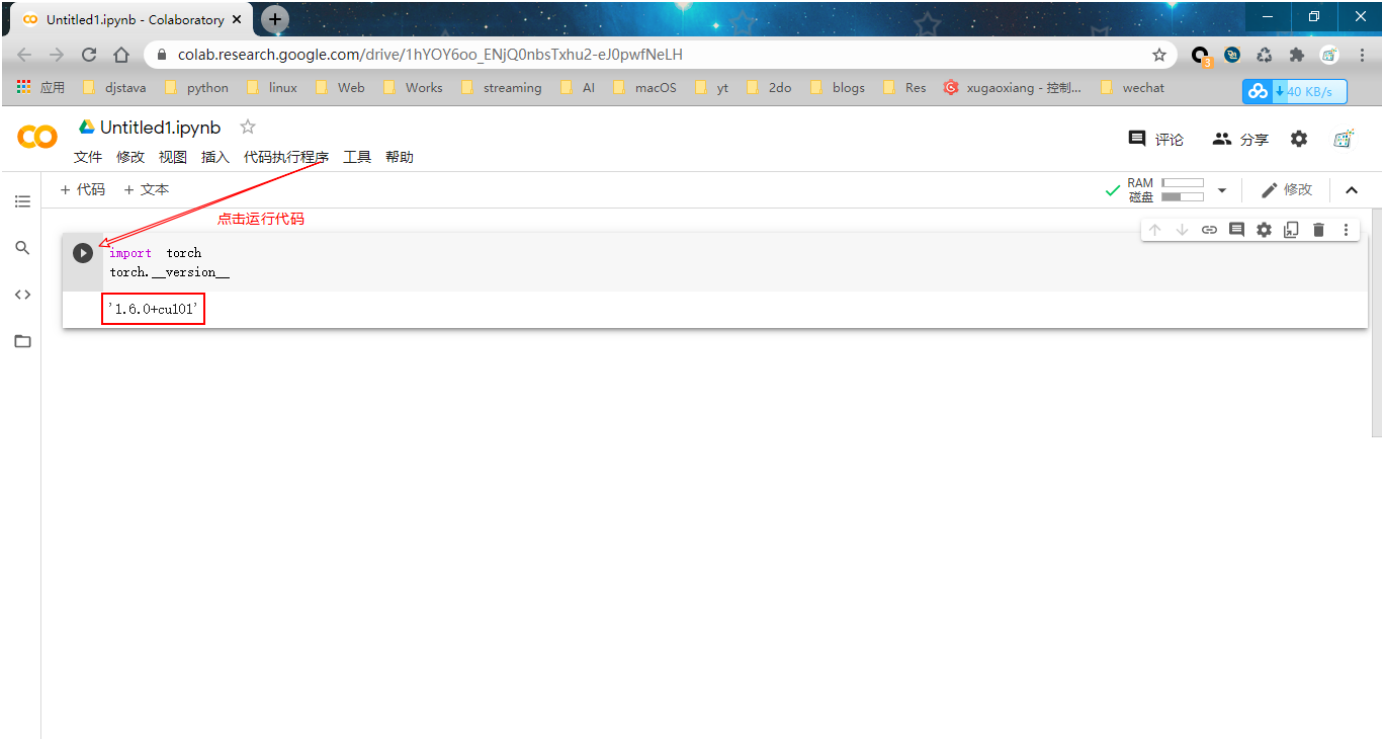 Untitled1.ipynb - Colaboratory
colab.research.google.com/drive/1hYOY6oo_ENjQ0nbsTxhu2-eJ0pwfNeLH
3
应用 djstava python linux Web Works streaming AI macOS yt 2do blogs Res xugaoxiang - 控制... wechat
40 KB/s
Untitled1.ipynb
文件 修改 视图 插入 代码执行程序 工具 帮助
评论 分享
+ 代码 + 文本
RAM
磁盘
修改
点击运行代码
import torch
torch.__version__
'1.6.0+cu101'